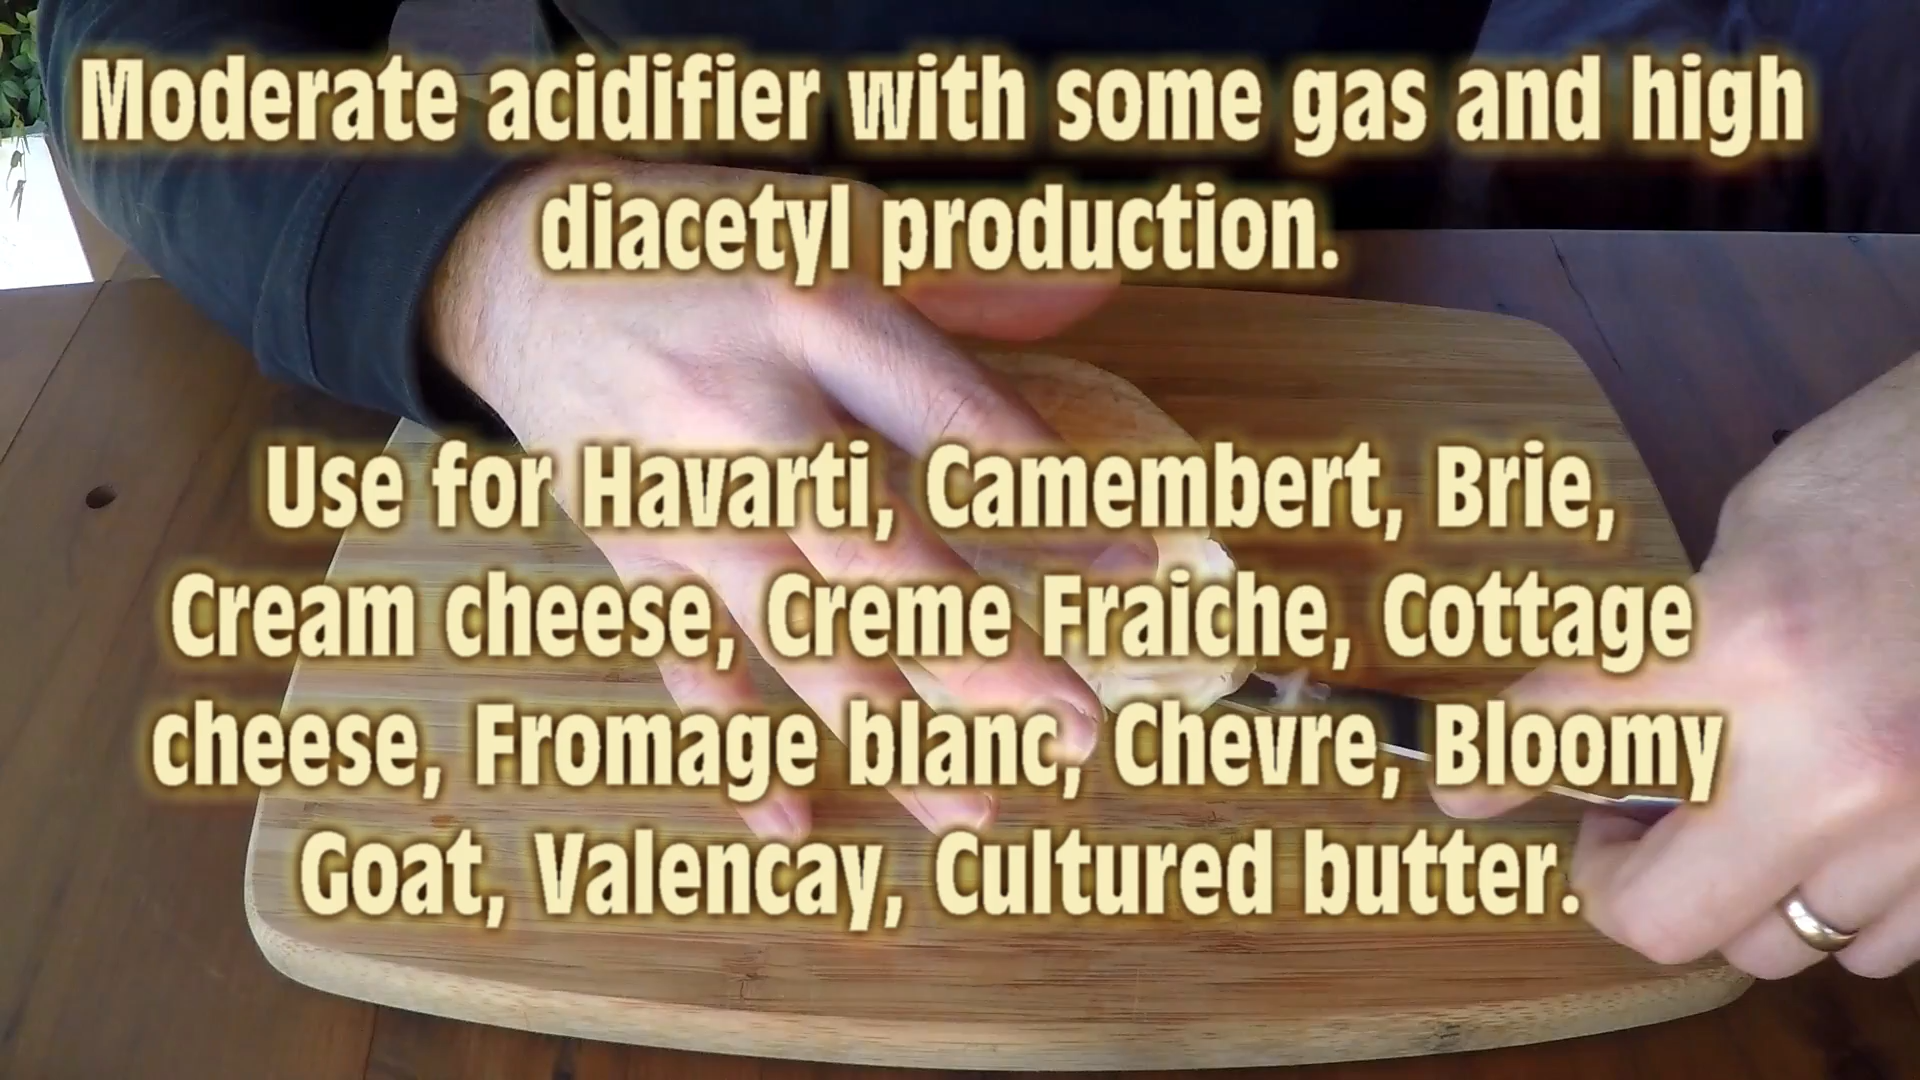 Moderate acidifier with some gas and high
diacetyl production.
Use for Havarti, Camembert, Brie,
Cream cheese, Creme Fraiche, Cottage
cheese, Fromage blanc, Chevre, Bloomy
Goat, Valencay, Cultured butter.